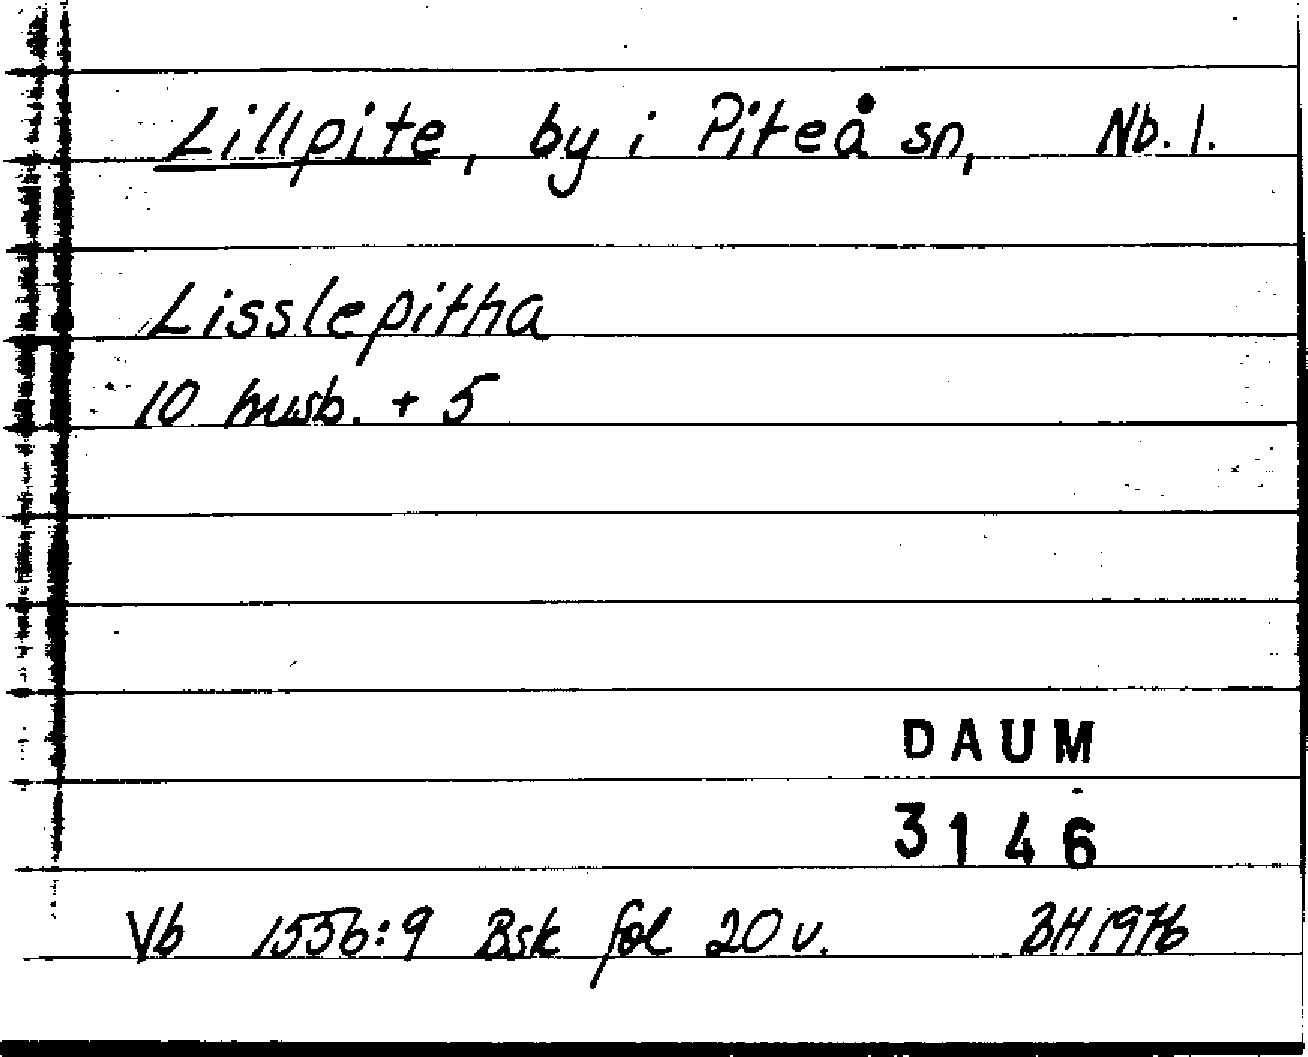 Lillpite, by i Piteå sn, Nb. l.
Lisslepitha
10 husb. + 5
DAUM
3146
Vb 1556:9 Bsk fol 20 v. BH 1976